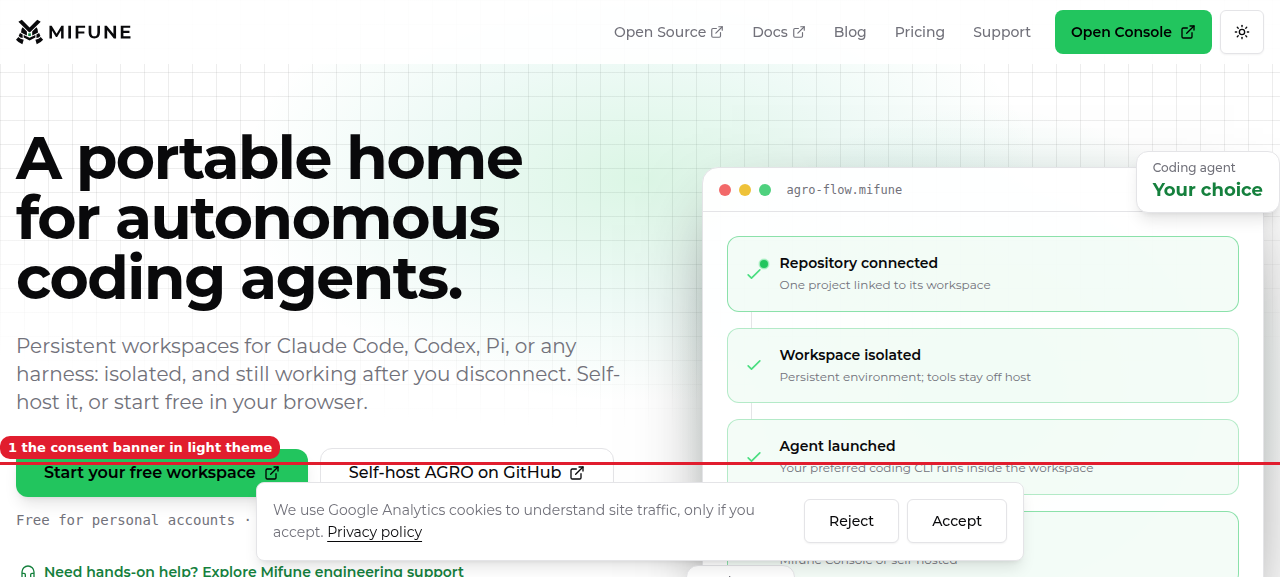 MIFUNE
Open Source
Docs
Blog
Pricing
Support
Open Console
A portable home
for autonomous
coding agents.
Persistent workspaces for Claude Code, Codex, Pi, or any
harness: isolated, and still working after you disconnect. Self-
host it, or start free in your browser.
1 the consent banner in light theme
Start your free workspace
Self-host AGRO on GitHub
Free for personal accounts ·
Need hands-on help? Explore Mifune engineering support
agro-flow.mifune
Coding agent
Your choice
Repository connected
One project linked to its workspace
Workspace isolated
Persistent environment; tools stay off host
Agent launched
Your preferred coding CLI runs inside the workspace
Mifune Console or self-hosted
We use Google Analytics cookies to understand site traffic, only if you
accept. Privacy policy
Reject
Accept